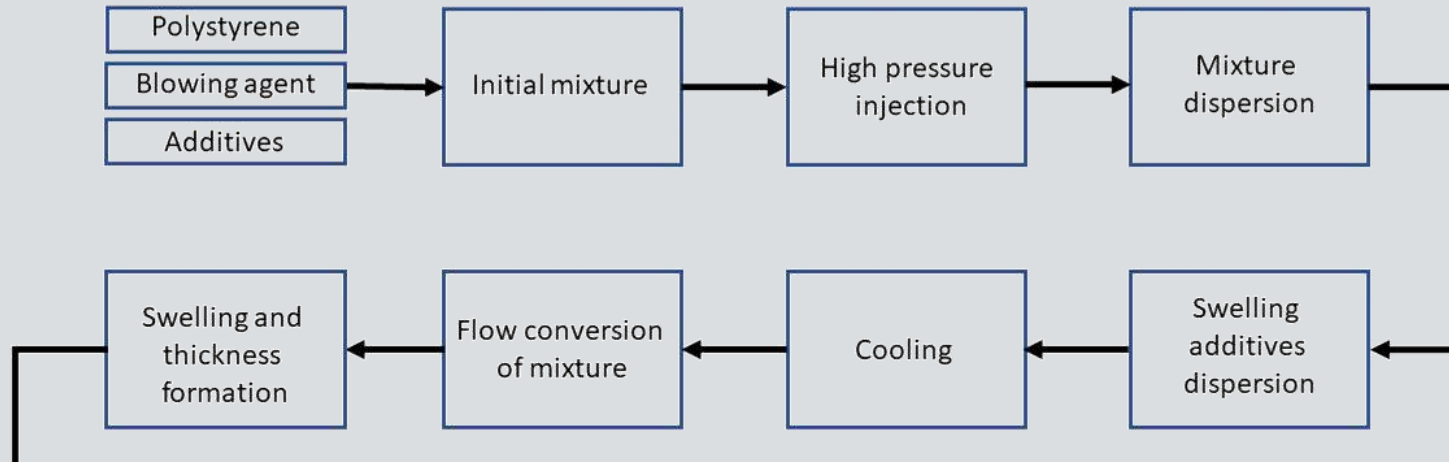 Polystyrene
Blowing agent
Additives
Initial mixture
High pressure
injection
Mixture
dispersion
Swelling and
thickness
formation
Flow conversion
of mixture
Cooling
Swelling
additives
dispersion